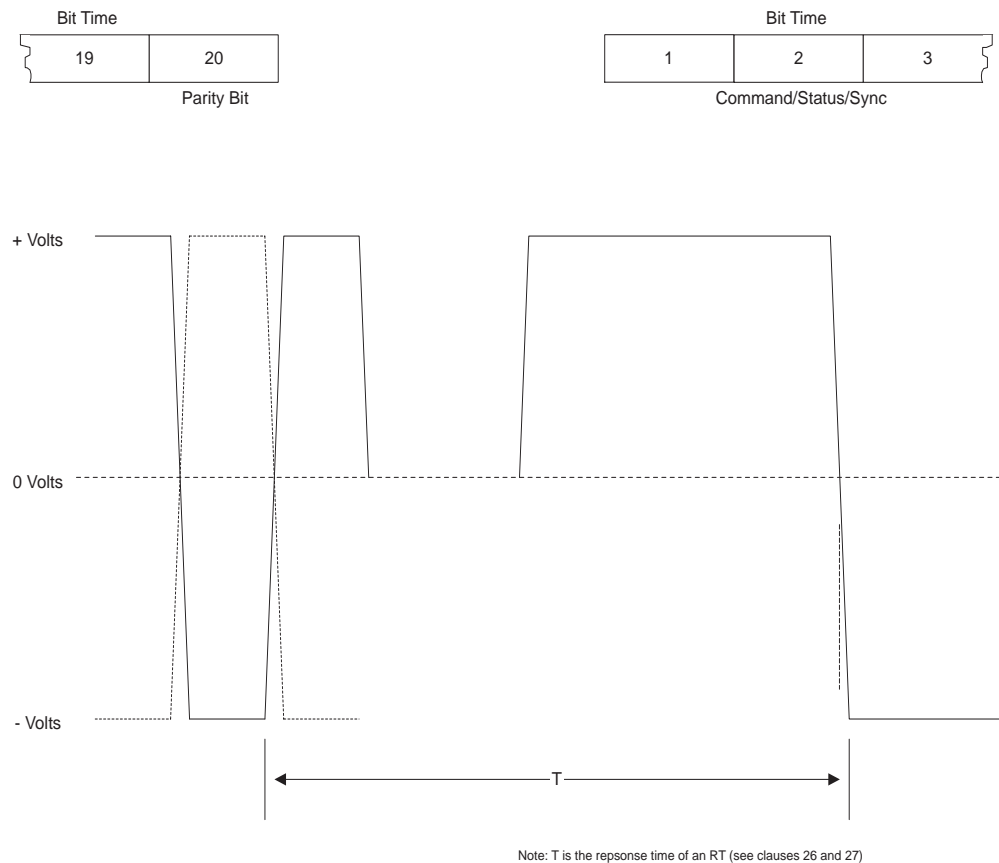 Bit Time
Bit Time
19 20
1 2 3
Parity Bit
Command/Status/Sync
+ Volts
0 Volts
- Volts
T
Note: T is the repsonse time of an RT (see clauses 26 and 27)